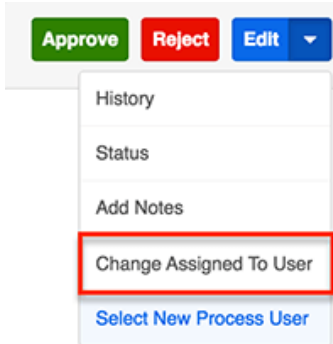 Approve Reject Edit
History
Status
Add Notes
Change Assigned To User
Select New Process User